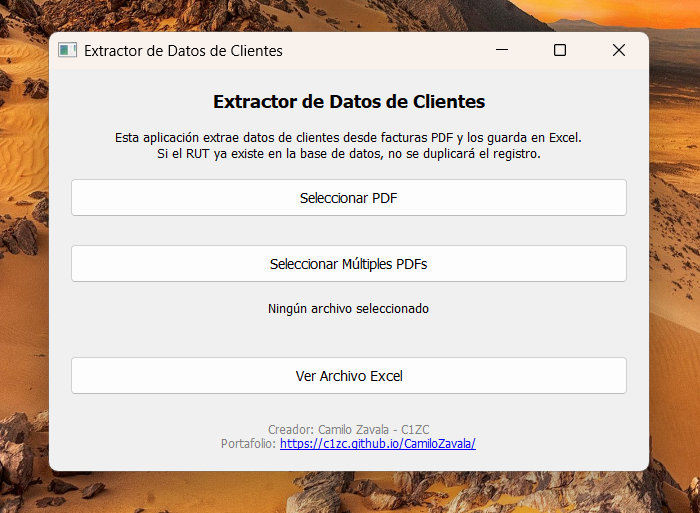 Extractor de Datos de Clientes
Extractor de Datos de Clientes
Esta aplicación extrae datos de clientes desde facturas PDF y los guarda en Excel.
Si el RUT ya existe en la base de datos, no se duplicará el registro.
Seleccionar PDF
Seleccionar Múltiples PDFs
Ningún archivo seleccionado
Ver Archivo Excel
Creador: Camilo Zavala - C1ZC
Portafolio: https://c1zc.github.io/CamiloZavala/